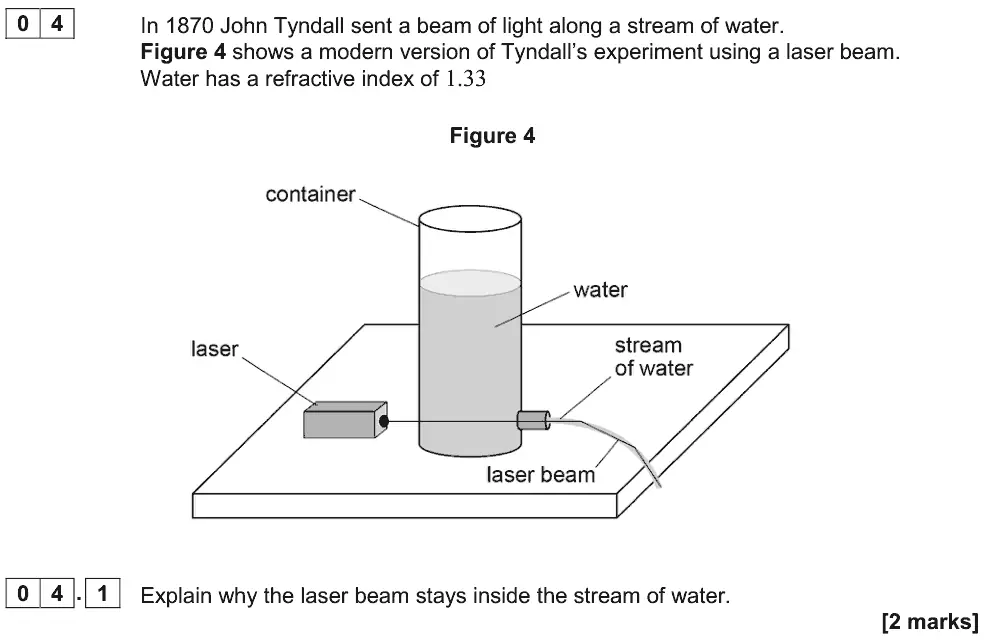 0 4
In 1870 John Tyndall sent a beam of light along a stream of water.
Figure 4 shows a modern version of Tyndall's experiment using a laser beam.
Water has a refractive index of 1.33
Figure 4
container
water
laser
stream
of water
laser beam
0 4 . 1 Explain why the laser beam stays inside the stream of water.
[2 marks]